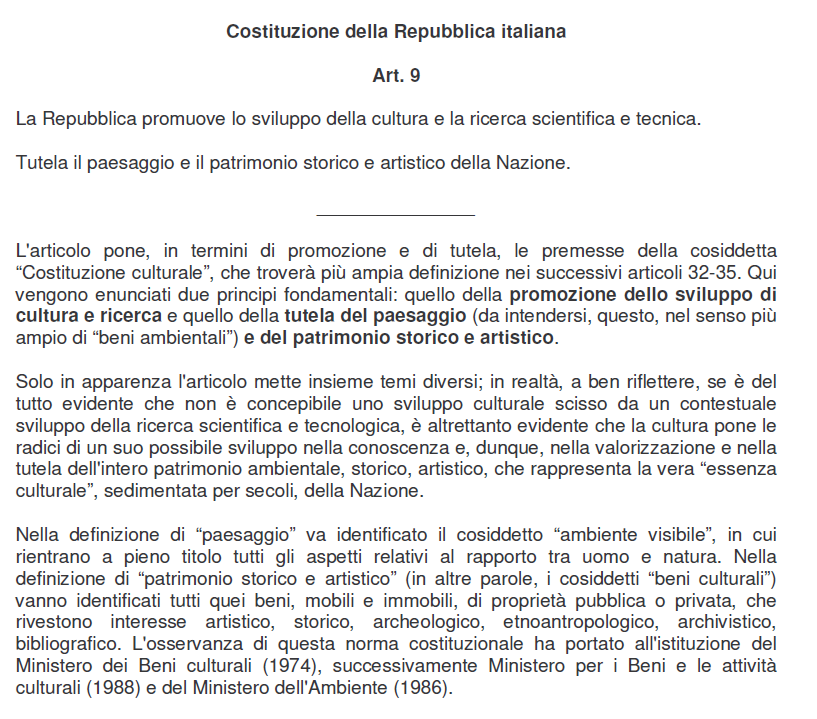 Costituzione della Repubblica italiana
Art. 9
La Repubblica promuove lo sviluppo della cultura e la ricerca scientifica e tecnica.
Tutela il paesaggio e il patrimonio storico e artistico della Nazione.
L'articolo pone, in termini di promozione e di tutela, le premesse della cosiddetta
“Costituzione culturale”, che troverà più ampia definizione nei successivi articoli 32-35. Qui
vengono enunciati due principi fondamentali: quello della promozione dello sviluppo di
cultura e ricerca e quello della tutela del paesaggio (da intendersi, questo, nel senso più
ampio di “beni ambientali”) e del patrimonio storico e artistico.
Solo in apparenza l'articolo mette insieme temi diversi; in realtà, a ben riflettere, se è del
tutto evidente che non è concepibile uno sviluppo culturale scisso da un contestuale
sviluppo della ricerca scientifica e tecnologica, è altrettanto evidente che la cultura pone le
radici di un suo possibile sviluppo nella conoscenza e, dunque, nella valorizzazione e nella
tutela dell'intero patrimonio ambientale, storico, artistico, che rappresenta la vera “essenza
culturale”, sedimentata per secoli, della Nazione.
Nella definizione di “paesaggio” va identificato il cosiddetto “ambiente visibile”, in cui
rientrano a pieno titolo tutti gli aspetti relativi al rapporto tra uomo e natura. Nella
definizione di “patrimonio storico e artistico” (in altre parole, i cosiddetti “beni culturali”)
vanno identificati tutti quei beni, mobili e immobili, di proprietà pubblica o privata, che
rivestono interesse artistico, storico, archeologico, etnoantropologico, archivistico,
bibliografico. L'osservanza di questa norma costituzionale ha portato all'istituzione del
Ministero dei Beni culturali (1974), successivamente Ministero per i Beni e le attività
culturali (1988) e del Ministero dell'Ambiente (1986).